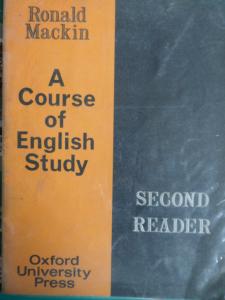 Ronald
Mackin
A
Course
of
English
Study
SECOND
READER
Oxford
University
Press